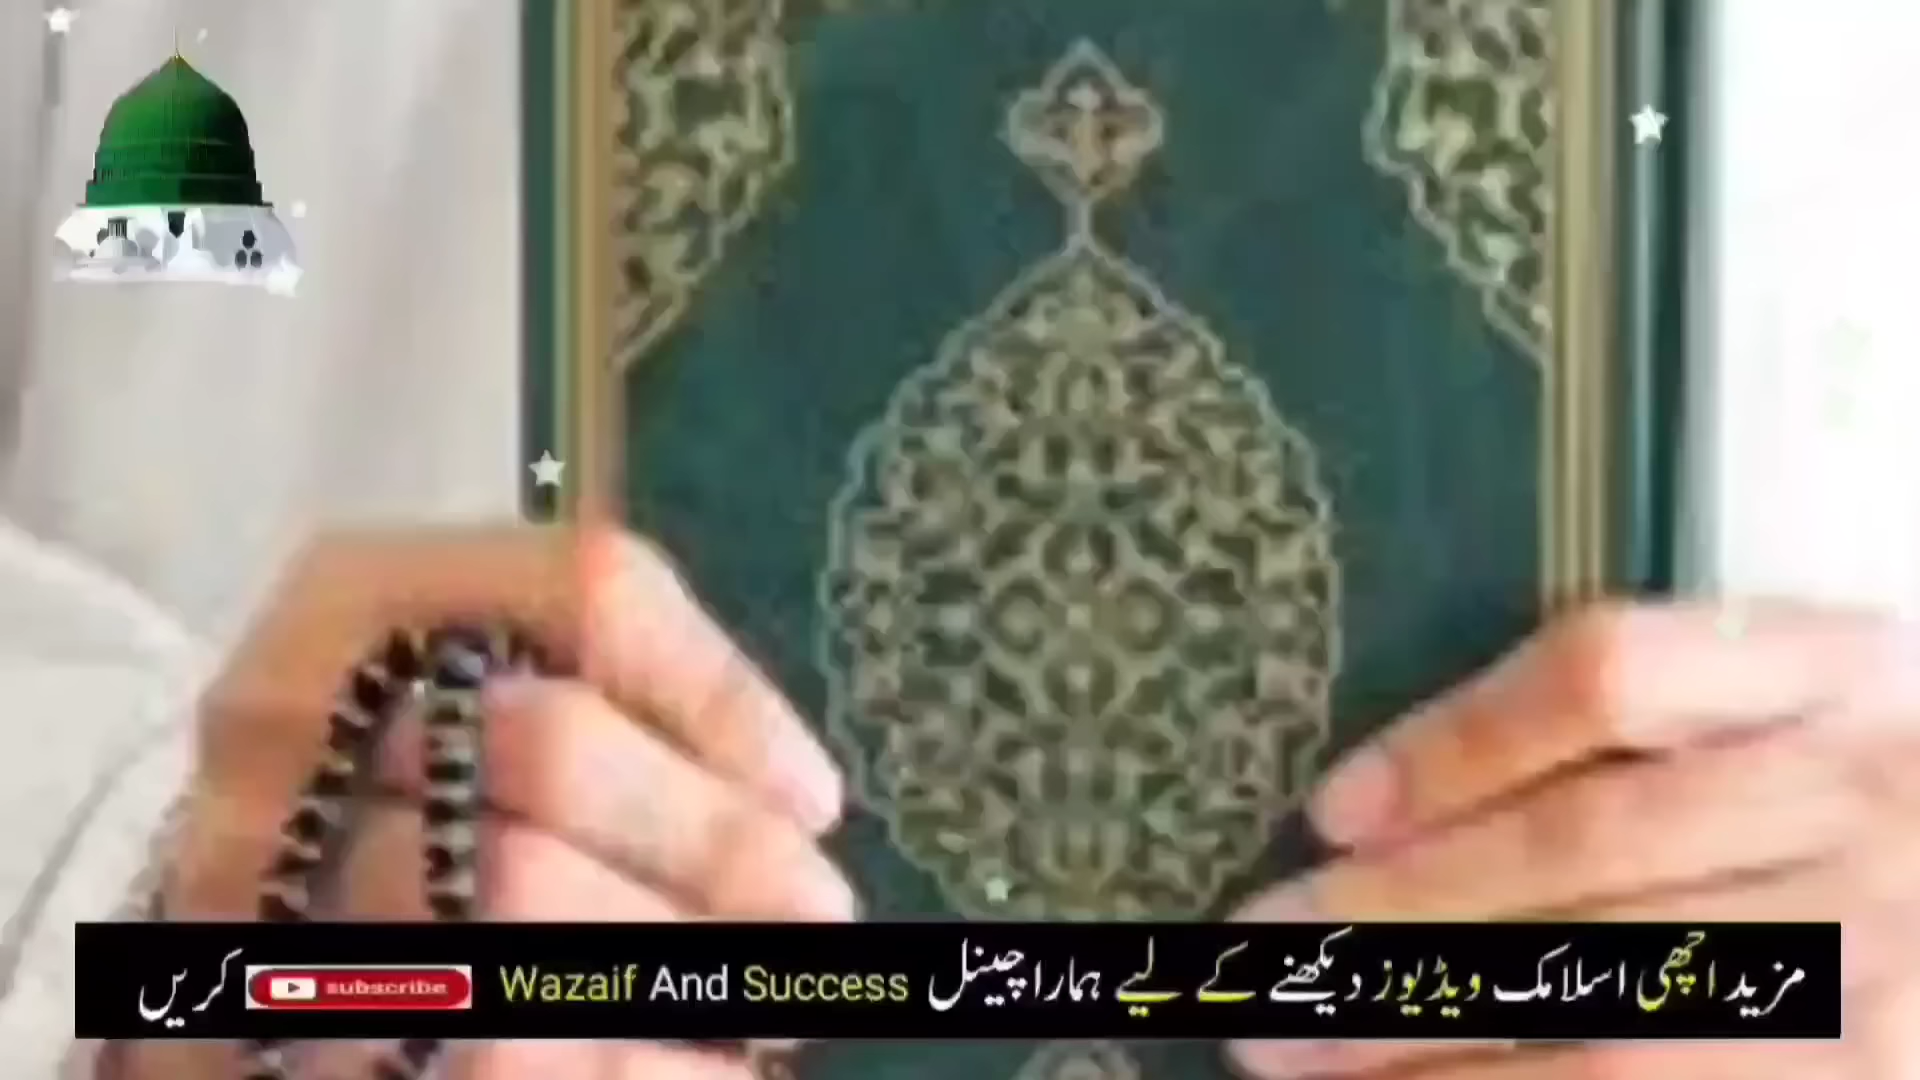 مزید اچھی اسلامک ویڈیوز دیکھنے کے لیے ہمارا چینل Wazaif And Success subscribe کریں